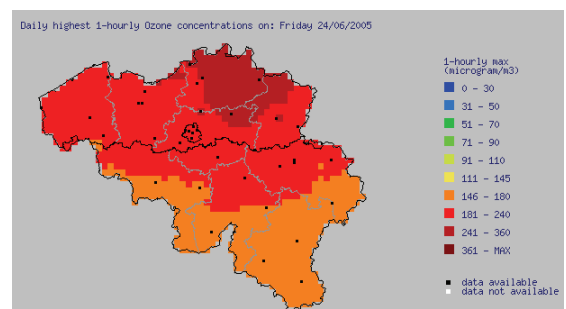 Daily highest 1-hourly Ozone concentrations on: Friday 24/06/2005
1-hourly max
(microgram/m3)
0 - 30
31 - 50
51 - 70
71 - 90
91 - 110
111 - 145
146 - 180
181 - 240
241 - 360
361 - MAX
data available
data not available